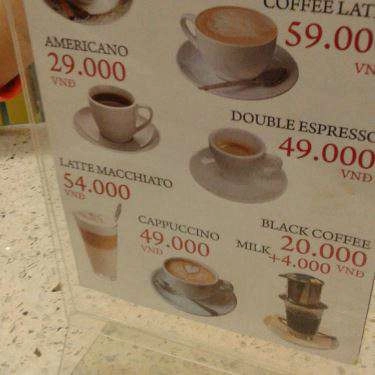 COFFEE LAT
59.00
VN
AMERICANO
29.000
VNĐ
DOUBLE ESPRESSO
49.000
VNĐ
LATTE MACCHIATO
54.000
VNĐ
CAPPUCCINO
49.000
VNĐ
BLACK COFFEE
20.000
MILK +4.000 VNĐ